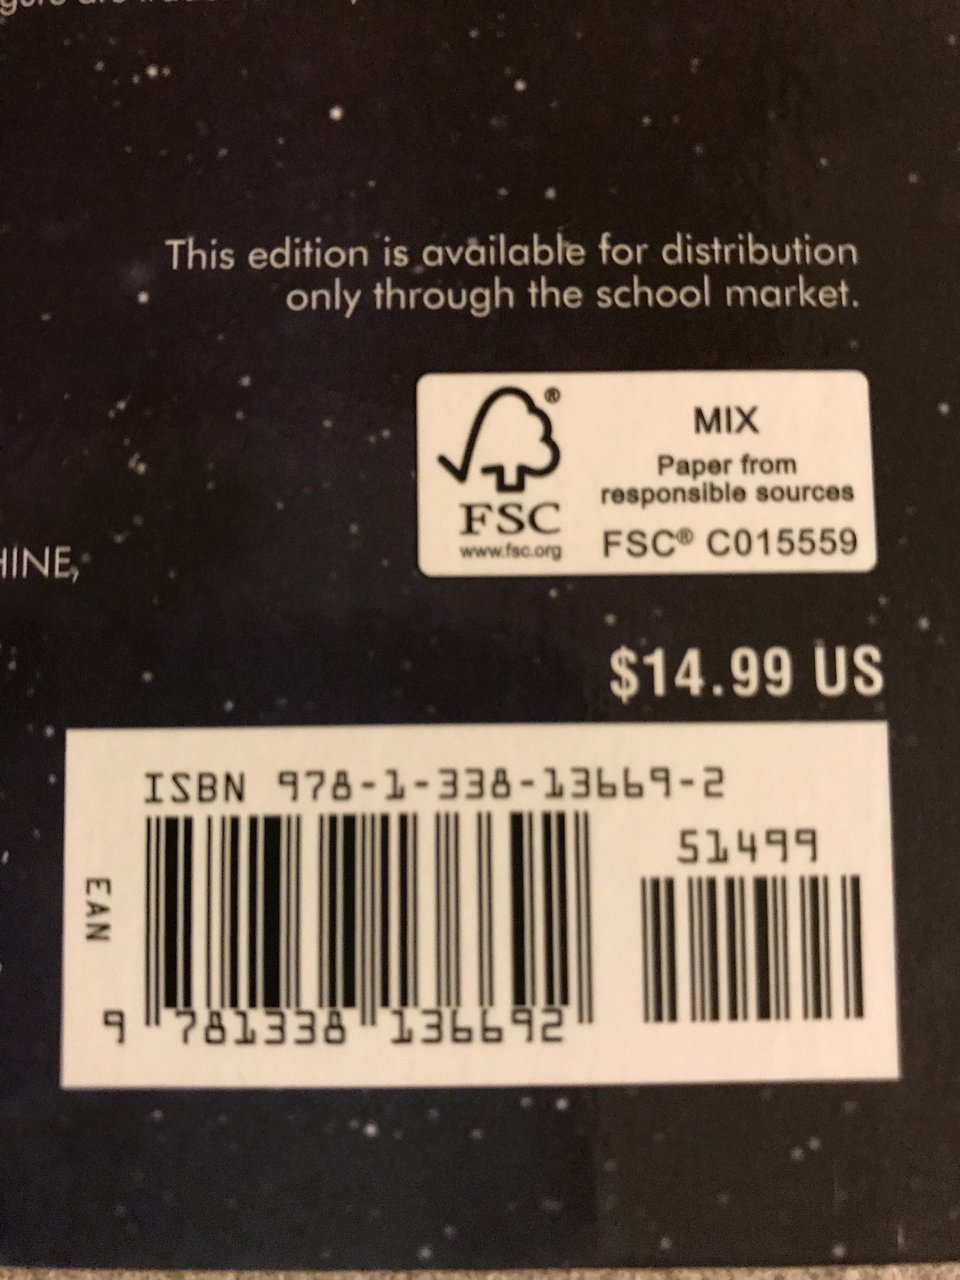 This edition is available for distribution
only through the school market.
®
MIX
Paper from
responsible sources
FSC
www.fsc.org
FSC® C015559
HINE,
$14.99 US
ISBN 978-1-338-13669-2
51499
EAN
9 781338 136692